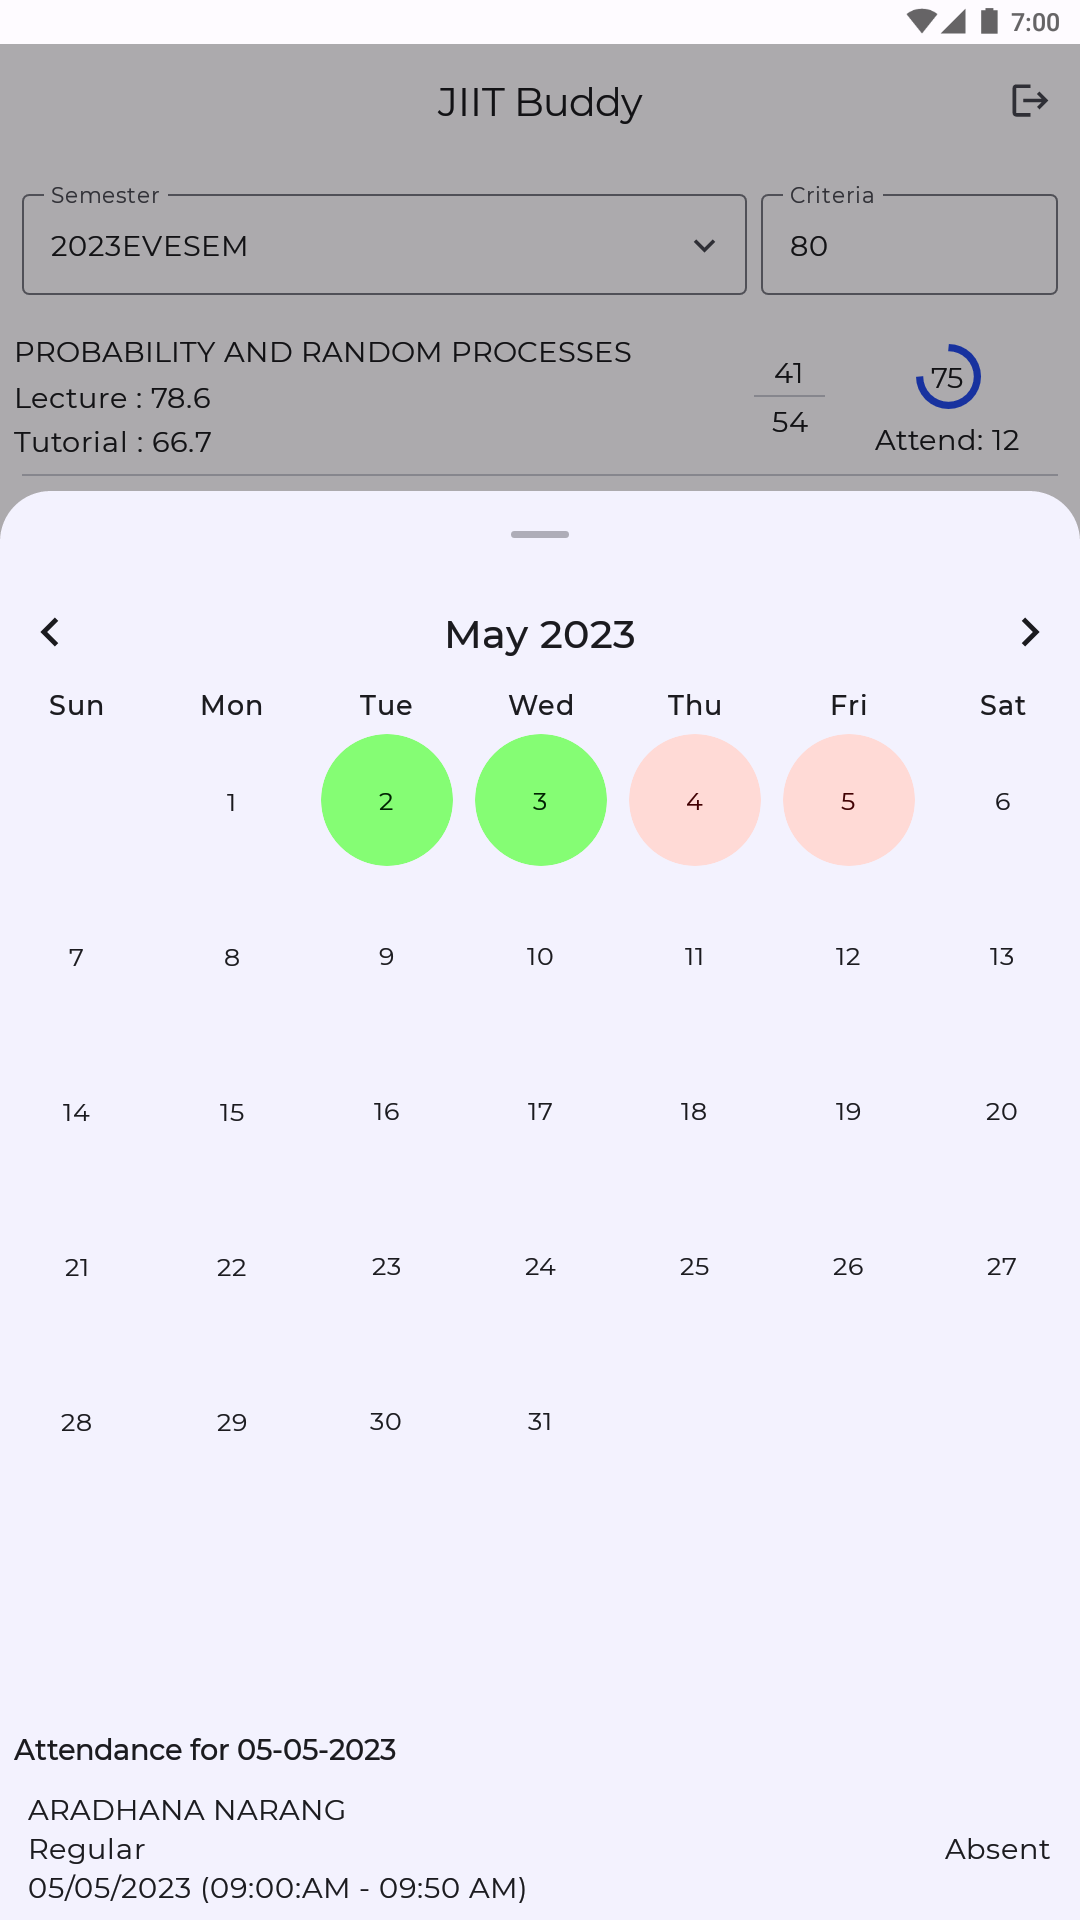 7:00
JIIT Buddy
Semester
Criteria
2023EVESEM
80
PROBABILITY AND RANDOM PROCESSES
Lecture : 78.6
Tutorial : 66.7
41
54
75
Attend: 12
May 2023
Sun Mon Tue Wed Thu Fri Sat
1 2 3 4 5 6
7 8 9 10 11 12 13
14 15 16 17 18 19 20
21 22 23 24 25 26 27
28 29 30 31
Attendance for 05-05-2023
ARADHANA NARANG
Regular
Absent
05/05/2023 (09:00:AM - 09:50 AM)